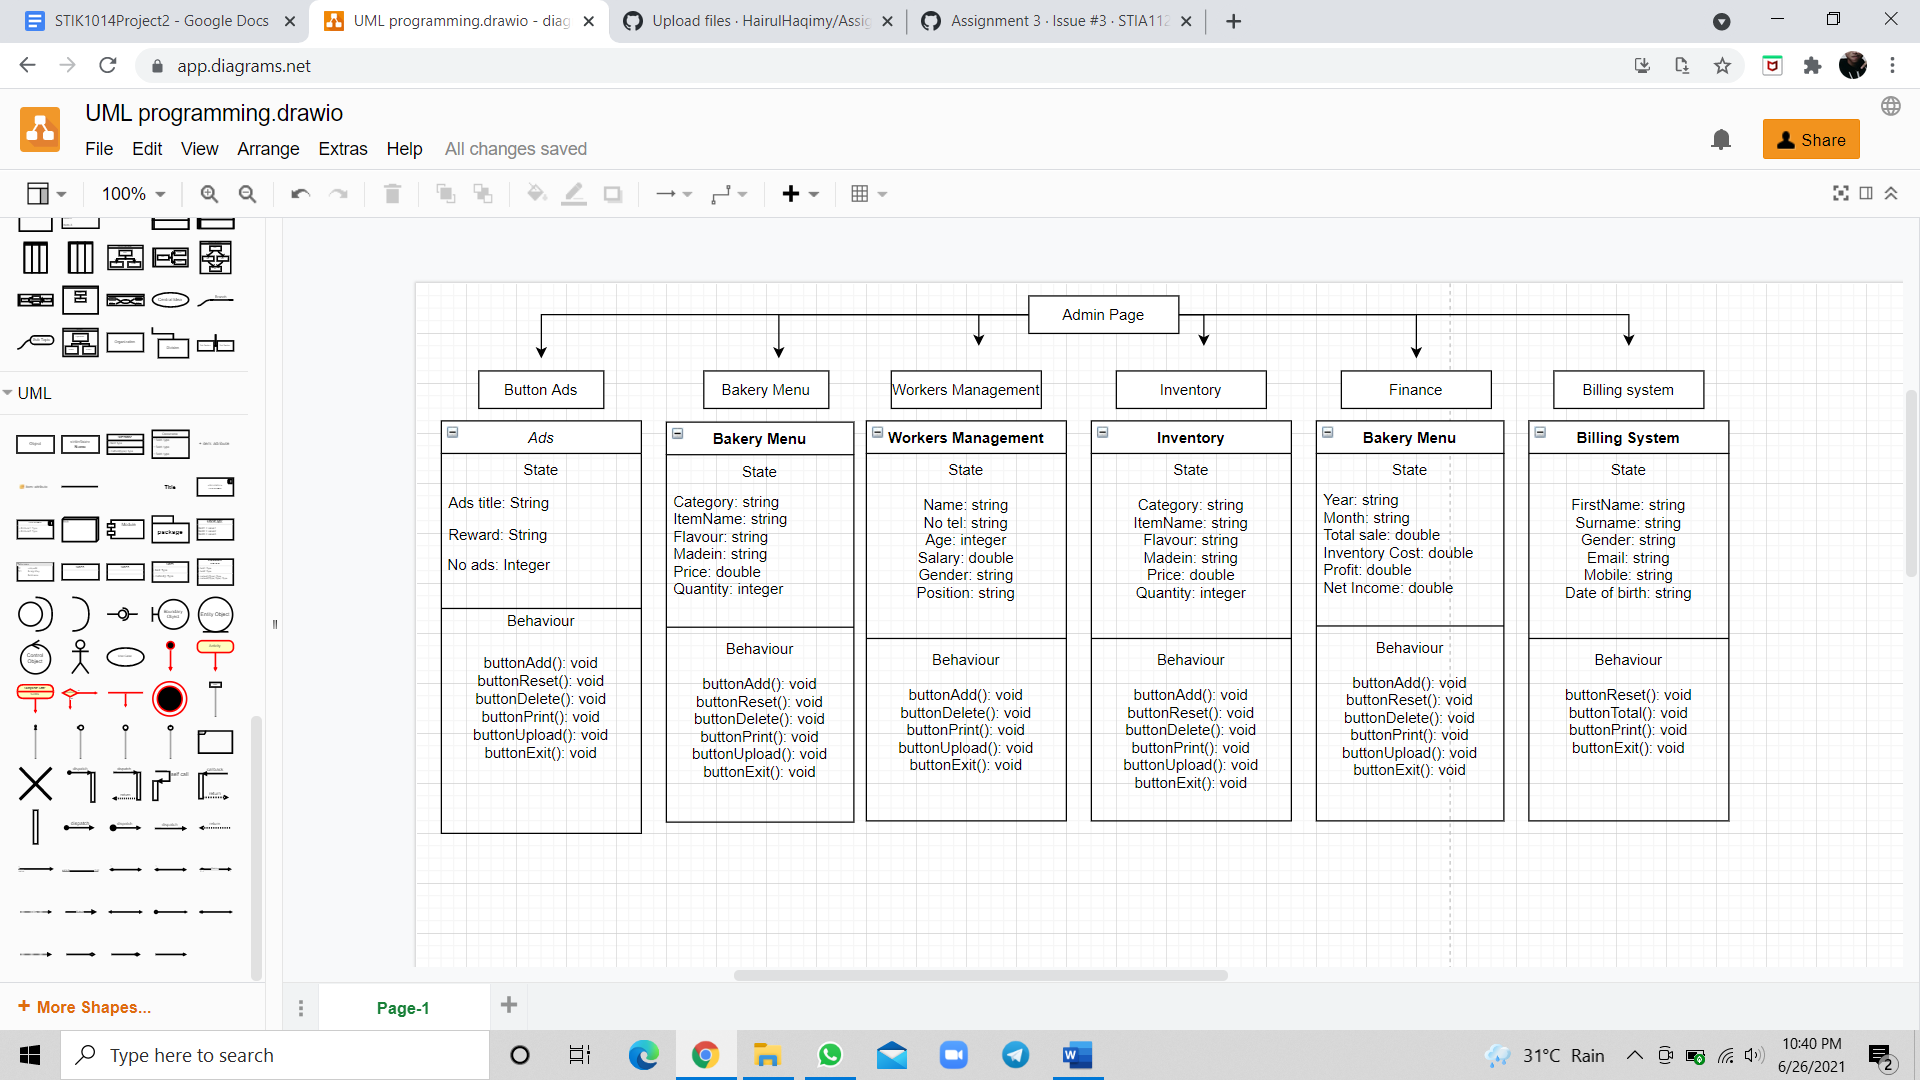 STIK1014Project2 - Google Docs
UML programming.drawio - diag
Upload files · HairulHaqimy/Assig
Assignment 3 · Issue #3 · STIA112
app.diagrams.net
UML programming.drawio
File Edit View Arrange Extras Help All changes saved
Share
100%
UML
Title
package
Admin Page
Button Ads
Bakery Menu
Workers Management
Inventory
Finance
Billing system
Ads
State
Ads title: String
Reward: String
No ads: Integer
Behaviour
buttonAdd(): void
buttonReset(): void
buttonDelete(): void
buttonPrint(): void
buttonUpload(): void
buttonExit(): void
Bakery Menu
State
Category: string
ItemName: string
Flavour: string
Madein: string
Price: double
Quantity: integer
Behaviour
buttonAdd(): void
buttonReset(): void
buttonDelete(): void
buttonPrint(): void
buttonUpload(): void
buttonExit(): void
Workers Management
State
Name: string
No tel: string
Age: integer
Salary: double
Gender: string
Position: string
Behaviour
buttonAdd(): void
buttonDelete(): void
buttonPrint(): void
buttonUpload(): void
buttonExit(): void
Inventory
State
Category: string
ItemName: string
Flavour: string
Madein: string
Price: double
Quantity: integer
Behaviour
buttonAdd(): void
buttonReset(): void
buttonDelete(): void
buttonPrint(): void
buttonUpload(): void
buttonExit(): void
Bakery Menu
State
Year: string
Month: string
Total sale: double
Inventory Cost: double
Profit: double
Net Income: double
Behaviour
buttonAdd(): void
buttonReset(): void
buttonDelete(): void
buttonPrint(): void
buttonUpload(): void
buttonExit(): void
Billing System
State
FirstName: string
Surname: string
Gender: string
Email: string
Mobile: string
Date of birth: string
Behaviour
buttonReset(): void
buttonTotal(): void
buttonPrint(): void
buttonExit(): void
+ More Shapes...
Page-1
Type here to search
31°C Rain
10:40 PM
6/26/2021
2